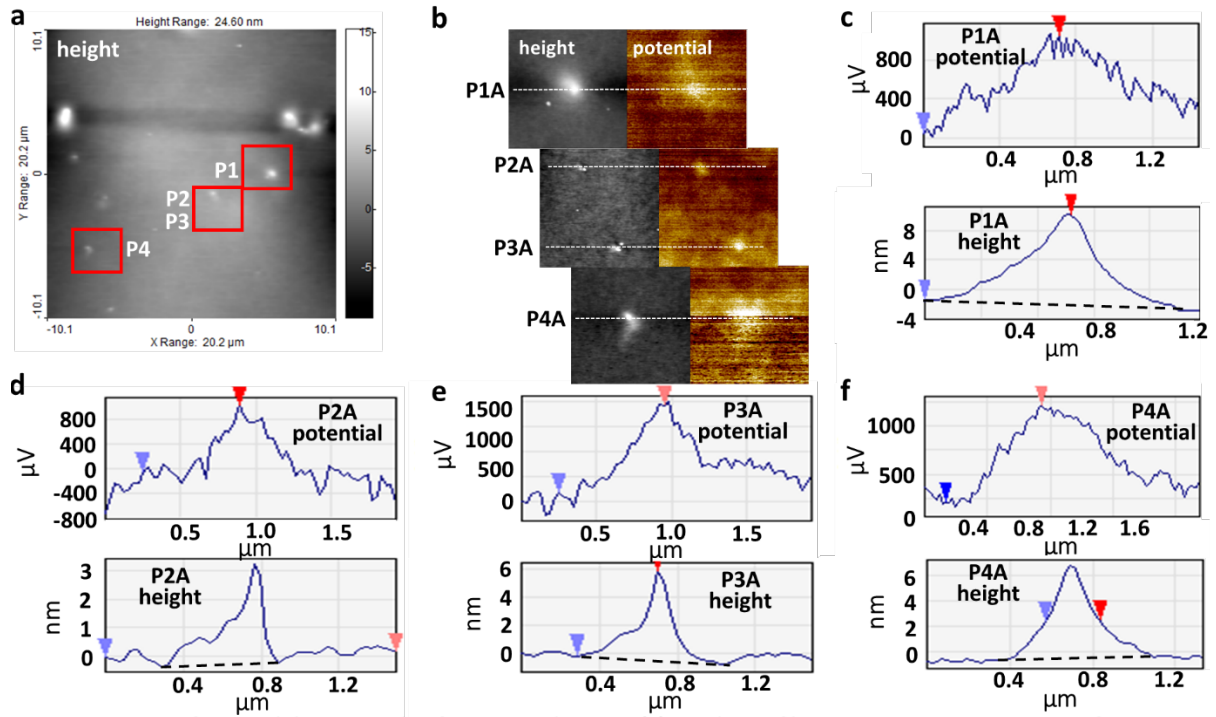 a
Height Range: 24.60 nm
height
10.1
0
-10.1
Y Range: 20.2 µm
-10.1 0 10.1
X Range: 20.2 µm
15
10
5
0
-5
P1
P2
P3
P4
b
height potential
P1A
P2A
P3A
P4A
c
P1A
potential
µV
800
400
0
0.4 0.8 1.2
µm
P1A
height
nm
8
4
0
-4
0.4 0.8 1.2
µm
d
P2A
potential
µV
800
400
0
-400
-800
0.5 1.0 1.5
µm
P2A
height
nm
3
2
1
0
0.4 0.8 1.2
µm
e
P3A
potential
µV
1500
1000
500
0
0.5 1.0 1.5
µm
P3A
height
nm
6
4
2
0
0.4 0.8 1.2
µm
f
P4A
potential
µV
1000
500
0
0.4 0.8 1.2 1.6
µm
P4A
height
nm
6
4
2
0
0.4 0.8 1.2
µm